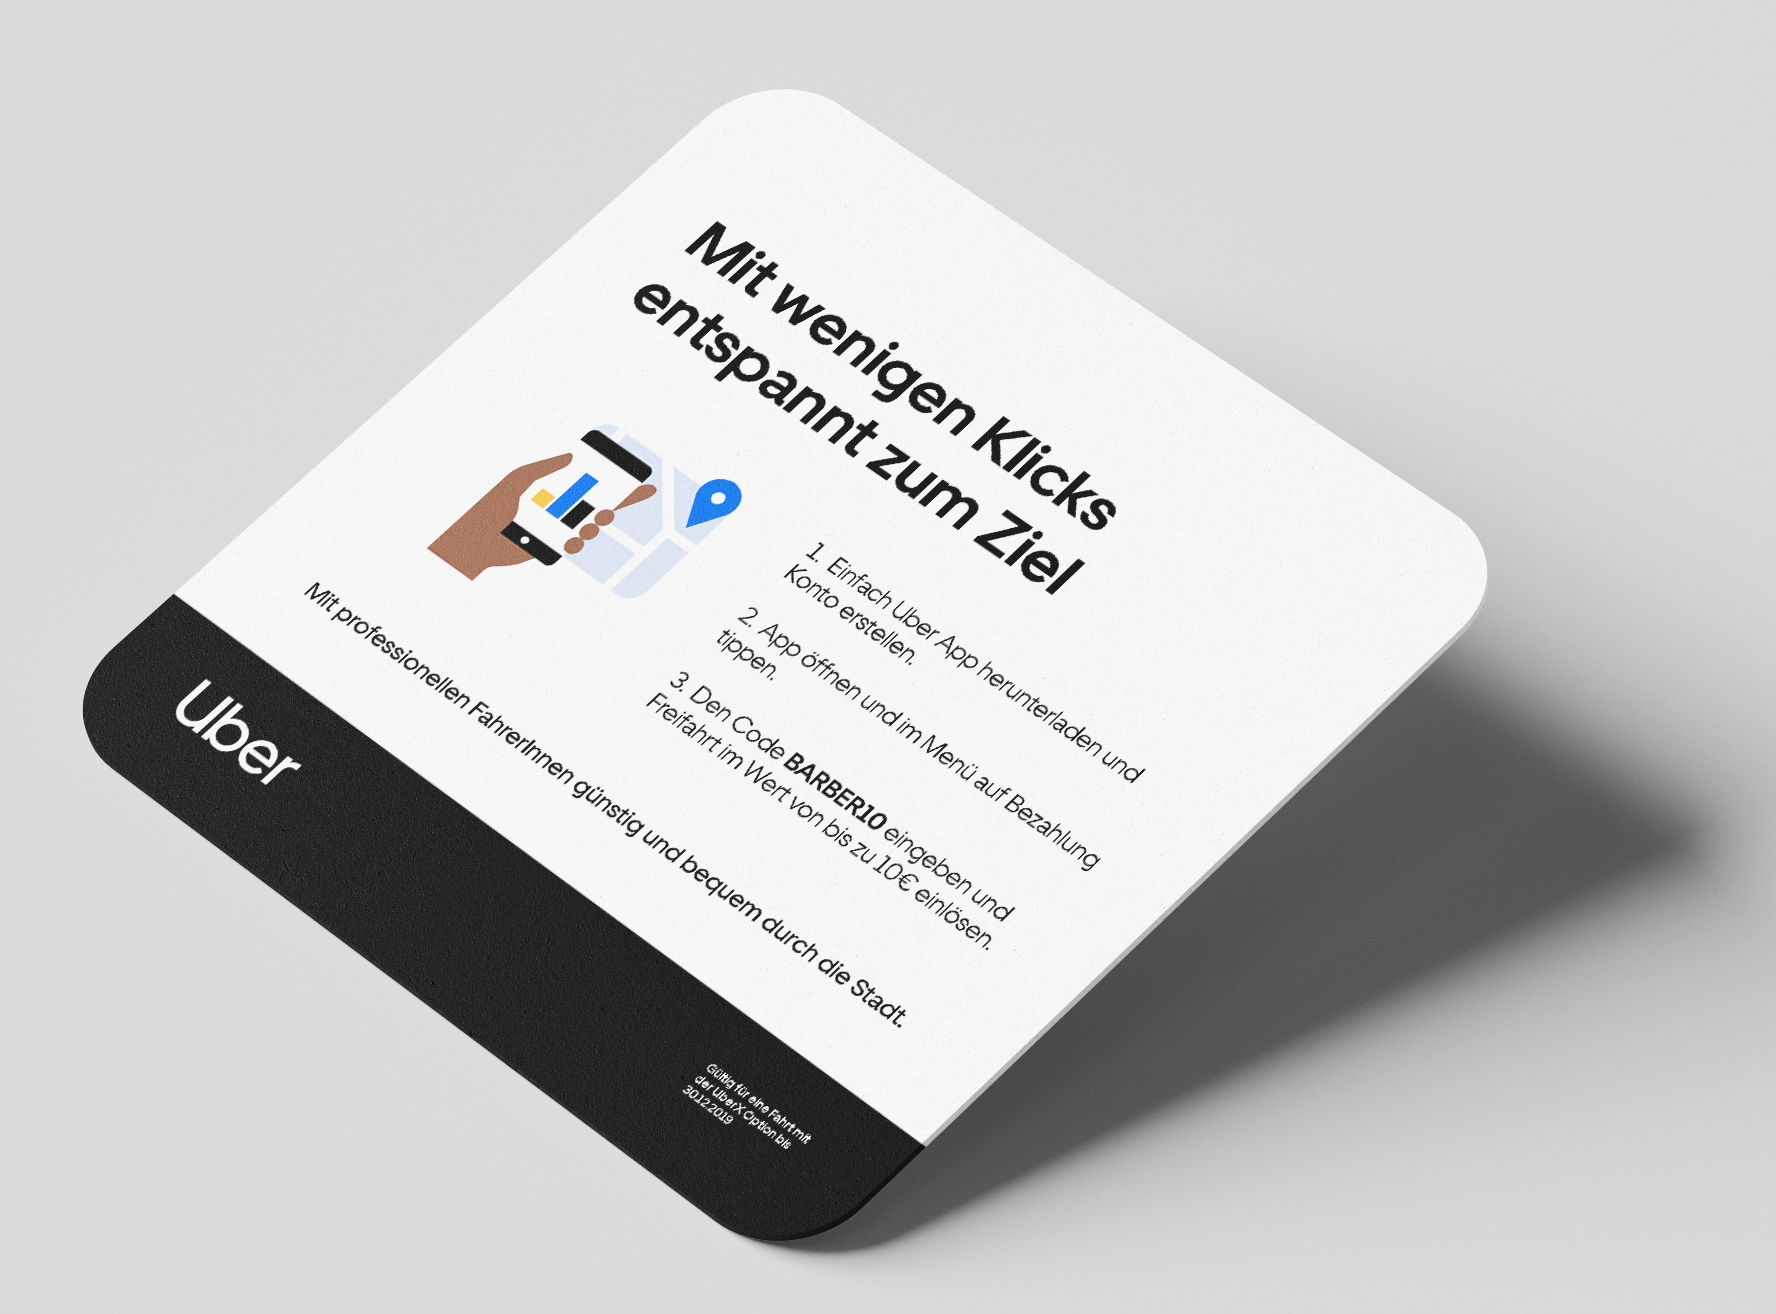 Mit wenigen Klicks
entspannt zum Ziel
1. Einfach Uber App herunterladen und
Konto erstellen.
2. App öffnen und im Menü auf Bezahlung
tippen.
3. Den Code BARBER10 eingeben und
Freifahrt im Wert von bis zu 10€ einlösen.
Mit professionellen FahrerInnen günstig und bequem durch die Stadt.
Uber
Gültig für eine Fahrt mit
der UberX Option bis
30.12.2019